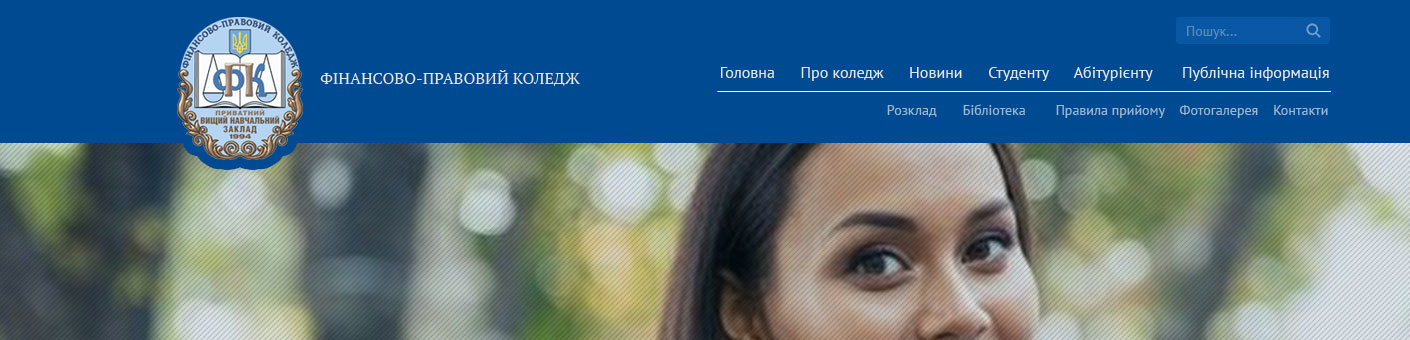 ФІНАНСОВО-ПРАВОВИЙ КОЛЕДЖ
ФК
ПРИВАТНИЙ
ВИЩИЙ НАВЧАЛЬНИЙ
ЗАКЛАД
1994
ФІНАНСОВО-ПРАВОВИЙ КОЛЕДЖ
Пошук...
Головна Про коледж Новини Студенту Абітурієнту Публічна інформація
Розклад Бібліотека Правила прийому Фотогалерея Контакти